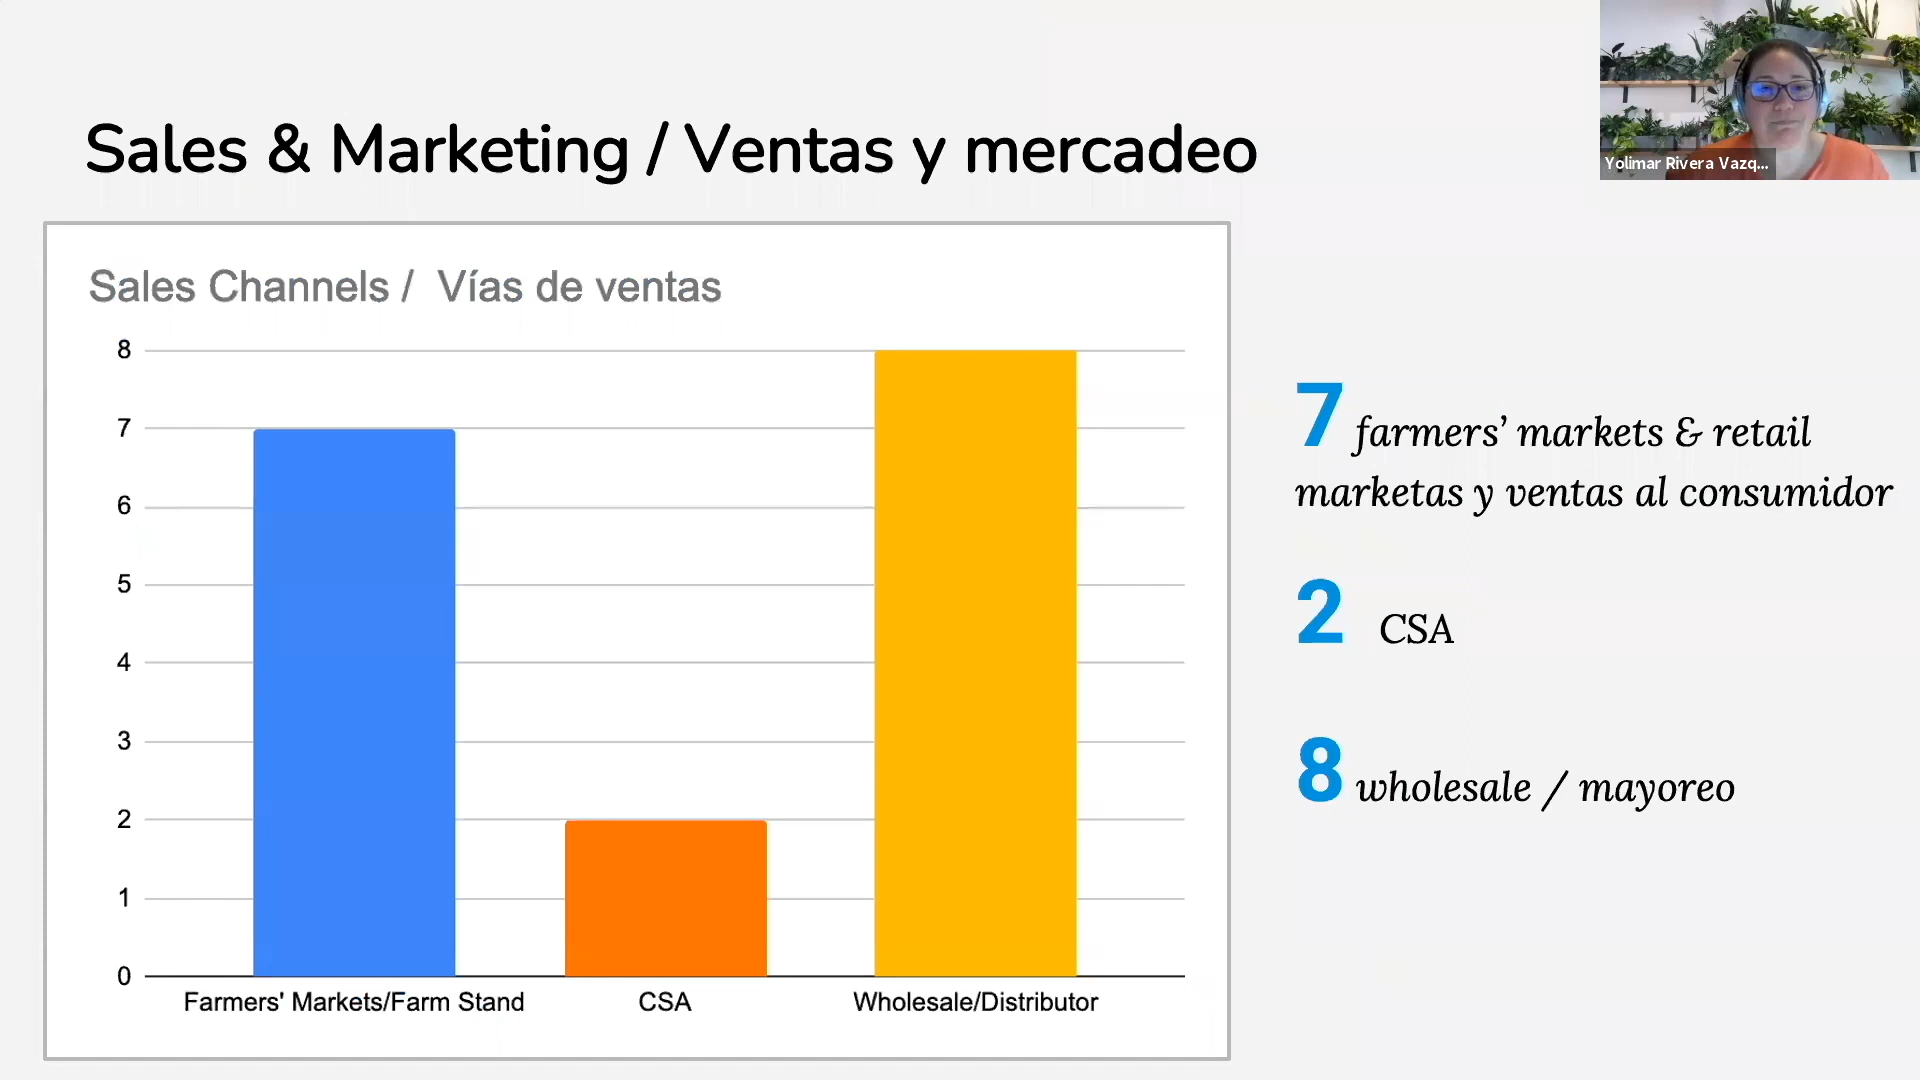 Sales & Marketing / Ventas y mercadeo
Yolimar Rivera Vazq...
Sales Channels / Vías de ventas
8
7
6
5
4
3
2
1
0
Farmers' Markets/Farm Stand
CSA
Wholesale/Distributor
7 farmers’ markets & retail
marketas y ventas al consumidor
2 CSA
8 wholesale / mayoreo